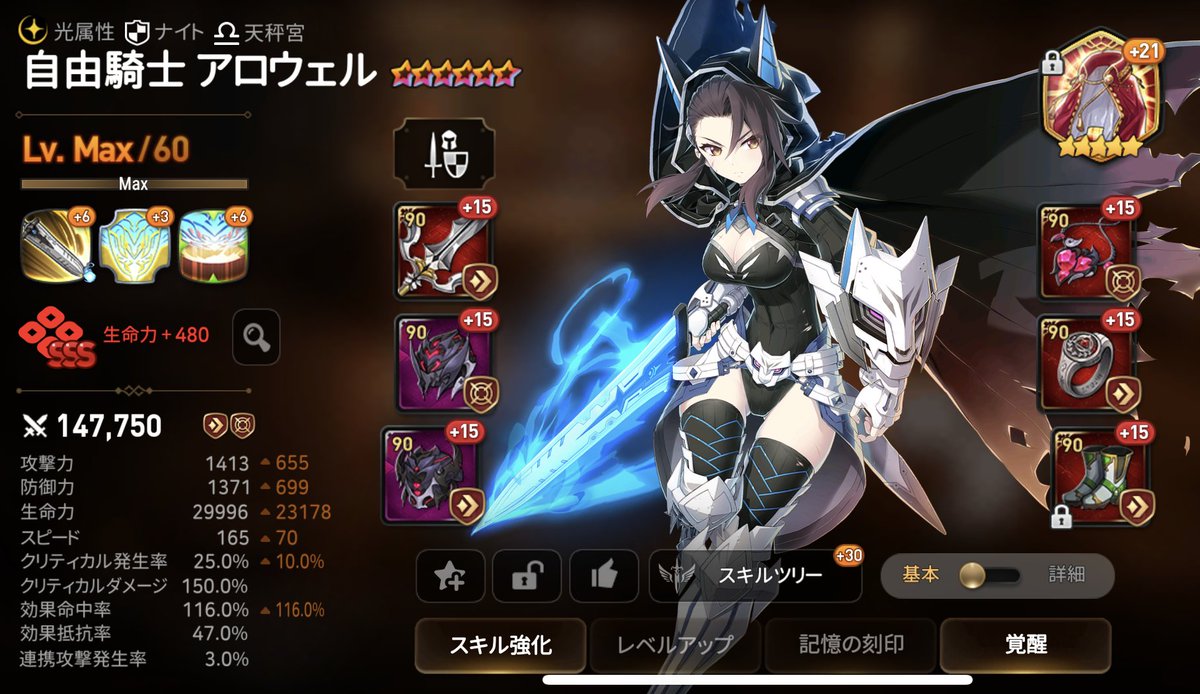 光属性 ナイト 天秤宮
自由騎士 アロウェル
Lv. Max/60
Max
+6 +3 +6
SSS 生命力+480
147,750
攻撃力 1413 655
防御力 1371 699
生命力 29996 23178
スピード 165 70
クリティカル発生率 25.0% 10.0%
クリティカルダメージ 150.0%
効果命中率 116.0% 116.0%
効果抵抗率 47.0%
連携攻撃発生率 3.0%
90 +15
90 +15
90 +15
+21
90 +15
90 +15
90 +15
スキルツリー +30
基本 詳細
スキル強化 レベルアップ 記憶の刻印 覚醒